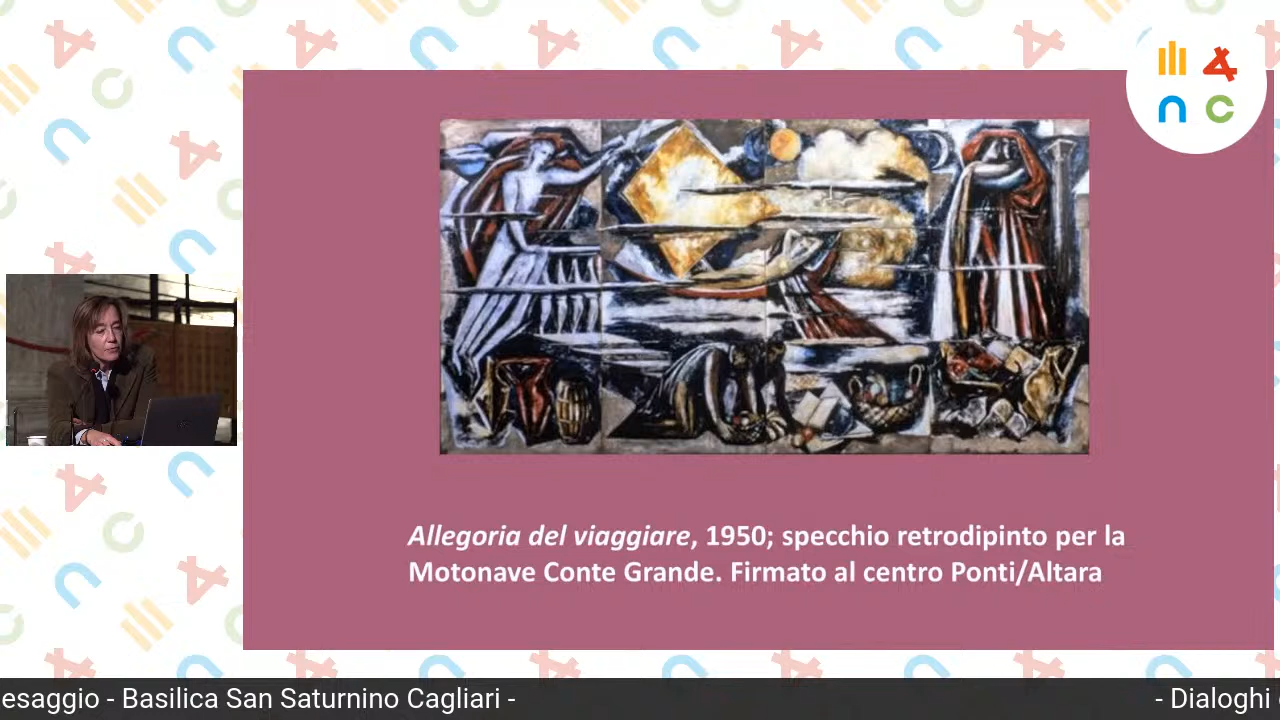 Allegoria del viaggiare, 1950; specchio retrodipinto per la
Motonave Conte Grande. Firmato al centro Ponti/Altara
esaggio - Basilica San Saturnino Cagliari - - Dialoghi